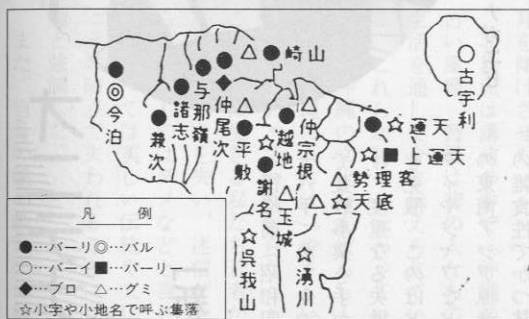 古宇利
崎山
仲尾次
与那嶺
諸志
兼次
今泊
平敷
越地
謝名
仲宗根
玉城
運天
上運天
理客
勢理客
天底
呉我山
湧川
凡 例
●…バーリ ◎…バル
○…バーイ ■…バーリー
◆…ブロ △…グミ
☆小字や小地名で呼ぶ集落